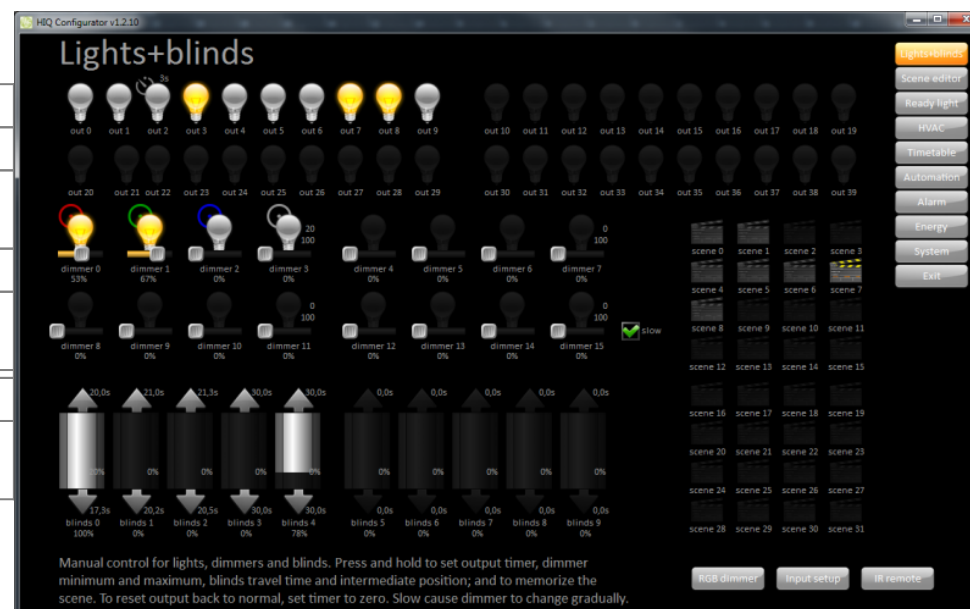 HIQ Configurator v1.2.10
Lights+blinds
3s
out 0 out 1 out 2 out 3 out 4 out 5 out 6 out 7 out 8 out 9 out 10 out 11 out 12 out 13 out 14 out 15 out 16 out 17 out 18 out 19
out 20 out 21 out 22 out 23 out 24 out 25 out 26 out 27 out 28 out 29 out 30 out 31 out 32 out 33 out 34 out 35 out 36 out 37 out 38 out 39
20 0
100 100
dimmer 0 dimmer 1 dimmer 2 dimmer 3 dimmer 4 dimmer 5 dimmer 6 dimmer 7
53% 67% 0% 0% 0% 0% 0% 0%
0 0
100 100
dimmer 8 dimmer 9 dimmer 10 dimmer 11 dimmer 12 dimmer 13 dimmer 14 dimmer 15
0% 0% 0% 0% 0% 0% 0% 0%
slow
20,0s 21,0s 21,3s 30,0s 30,0s 0,0s 0,0s 0,0s 0,0s 0,0s
20% 0% 0% 0% 0% 0% 0% 0% 0% 0%
17,3s 20,2s 20,5s 30,0s 30,0s 0,0s 0,0s 0,0s 0,0s 0,0s
blinds 0 blinds 1 blinds 2 blinds 3 blinds 4 blinds 5 blinds 6 blinds 7 blinds 8 blinds 9
100% 0% 0% 0% 78% 0% 0% 0% 0% 0%
scene 0 scene 1 scene 2 scene 3
scene 4 scene 5 scene 6 scene 7
scene 8 scene 9 scene 10 scene 11
scene 12 scene 13 scene 14 scene 15
scene 16 scene 17 scene 18 scene 19
scene 20 scene 21 scene 22 scene 23
scene 24 scene 25 scene 26 scene 27
scene 28 scene 29 scene 30 scene 31
Lights+blinds
Scene editor
Ready light
HVAC
Timetable
Automation
Alarm
Energy
System
Exit
Manual control for lights, dimmers and blinds. Press and hold to set output timer, dimmer
minimum and maximum, blinds travel time and intermediate position; and to memorize the
scene. To reset output back to normal, set timer to zero. Slow cause dimmer to change gradually.
RGB dimmer Input setup IR remote